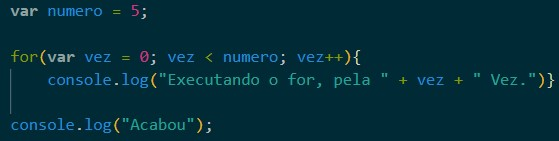 var numero = 5;
for(var vez = 0; vez < numero; vez++){
console.log("Executando o for, pela " + vez + " Vez.")}
console.log("Acabou");